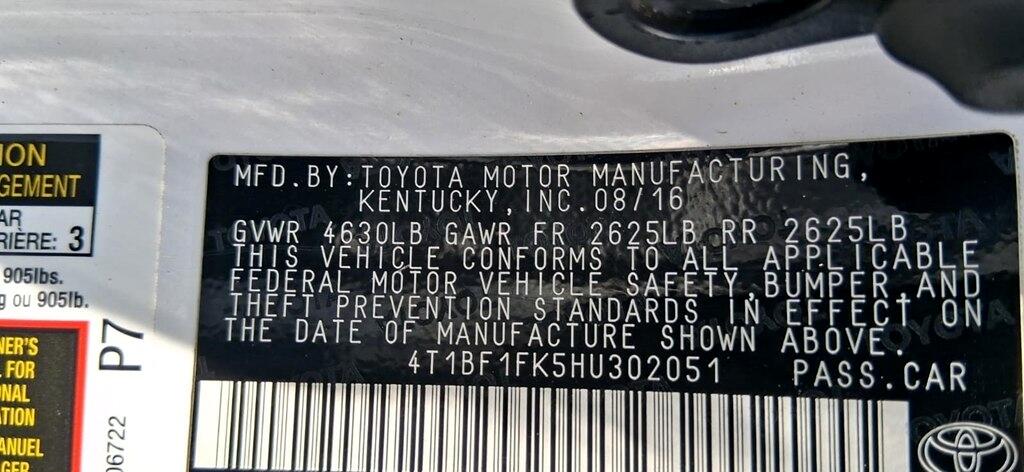 ION
GEMENT
AR
RIÈRE: 3
905lbs.
g ou 905lb.
NER'S
FOR
NAL
ATION
ANUEL
GER
P7
06722
MFD.BY:TOYOTA MOTOR MANUFACTURING,
KENTUCKY,INC.08/16
GVWR 4630LB GAWR FR 2625LB RR 2625LB
THIS VEHICLE CONFORMS TO ALL APPLICABLE
FEDERAL MOTOR VEHICLE SAFETY,BUMPER,AND
THEFT PREVENTION STANDARDS IN EFFECT ON
THE DATE OF MANUFACTURE SHOWN ABOVE.
4T1BF1FK5HU302051 PASS.CAR